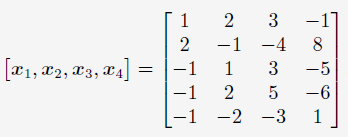 [x₁, x₂, x₃, x₄] =
1 2 3 −1
2 −1 −4 8
−1 1 3 −5
−1 2 5 −6
−1 −2 −3 1